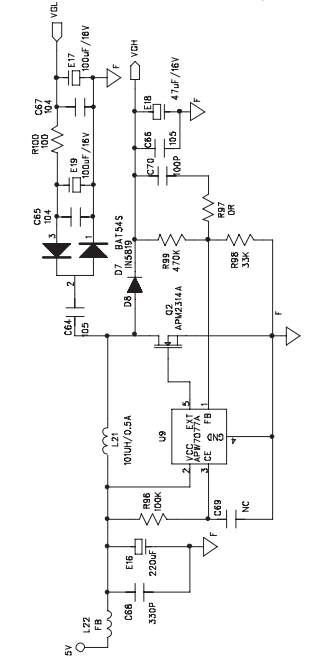 VGL
E17
100uF/16V
F
C67
104
R100
100
E19
100uF/16V
C65
104
3
1
2
BAT54S
D7
IN5819
D8
C64
105
VGH
E18
47uF/16V
F
C66
105
C70
100P
R97
0R
R99
470K
R98
33K
Q2
APM2314A
F
L21
101UH/0.5A
U9
5
1
EXT
FB
VCC
APW7077A
CE
GND
2
3
4
R96
100K
C69
NC
E16
220uF
F
C68
330P
L22
FB
5V